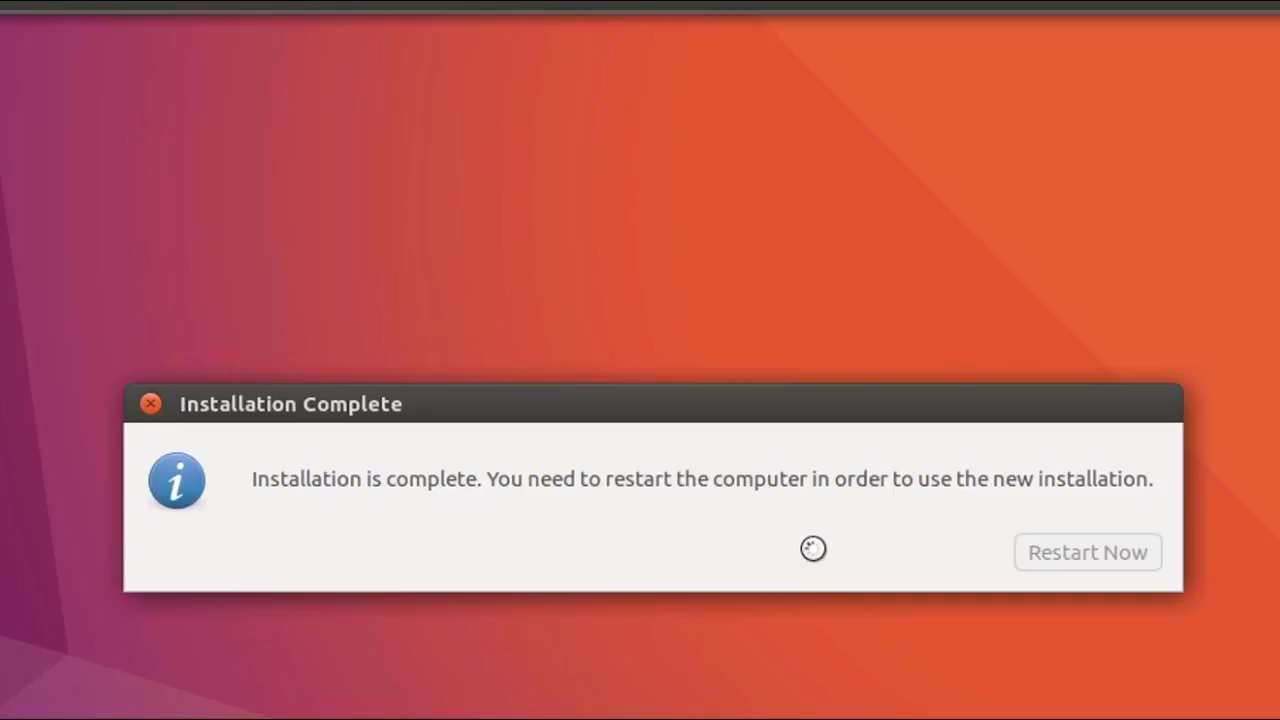 Installation Complete
Installation is complete. You need to restart the computer in order to use the new installation.
Restart Now